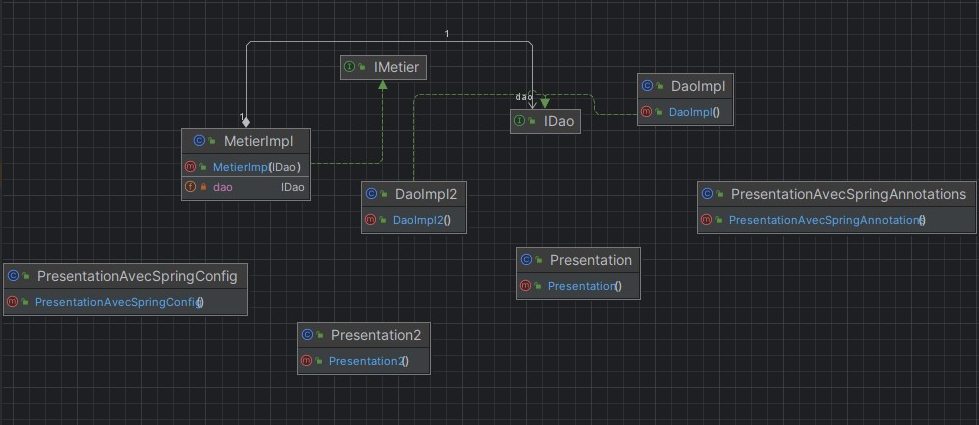 1
IMetier
DaoImpl
DaoImpl()
dao
1
IDao
MetierImpl
MetierImpl(IDao)
dao IDao
DaoImpl2
DaoImpl2()
PresentationAvecSpringAnnotations
PresentationAvecSpringAnnotations()
Presentation
Presentation()
PresentationAvecSpringConfig
PresentationAvecSpringConfig()
Presentation2
Presentation2()